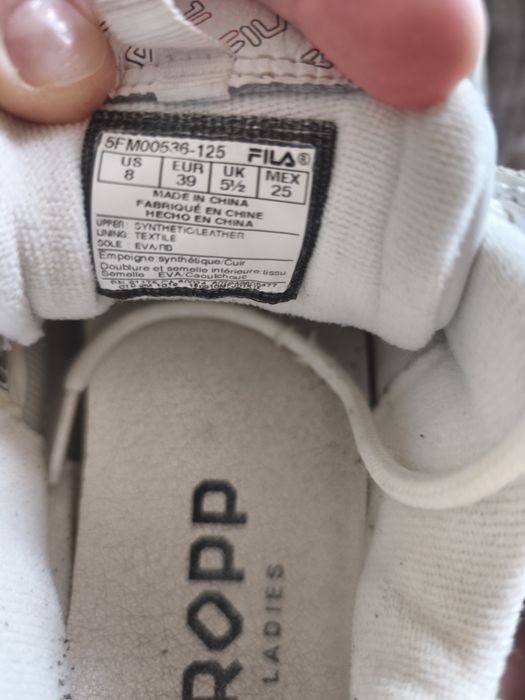 FILA
5FM00536-125 FILA®
US EUR UK MEX
8 39 5½ 25
MADE IN CHINA
FABRIQUÉ EN CHINE
HECHO EN CHINA
UPPER: SYNTHETIC/LEATHER
LINING: TEXTILE
SOLE : EVA/RB
Empeigne:synthétique/Cuir
Doublure et semelle intérieure:tissu
Semelle : EVA/Caoutchouc
ROPP
LADIES